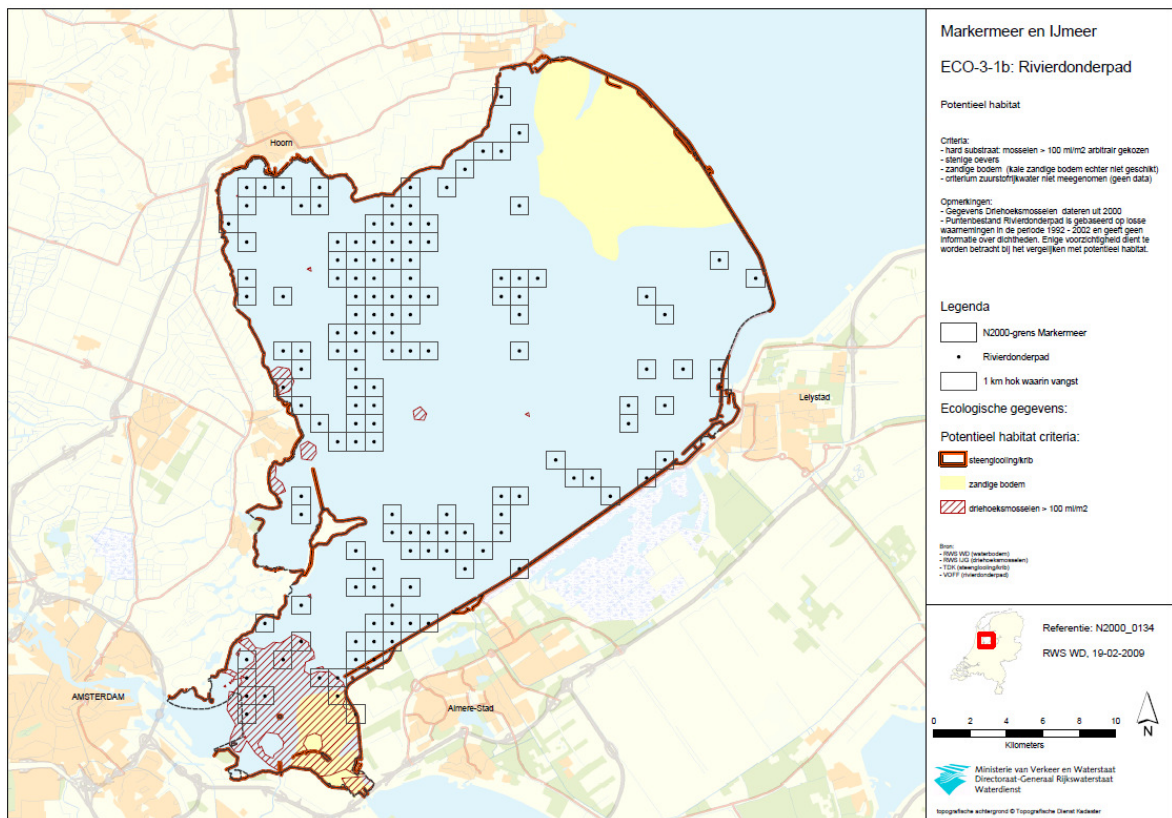 Hoorn
Lelystad
AMSTERDAM
Almere-Stad
Markermeer en IJmeer
ECO-3-1b: Rivierdonderpad
Potentieel habitat
Criteria:
- hard substraat: mosselen > 100 ml/m2 arbitrair gekozen
- stenige oevers
- zandige bodem (kale zandige bodem echter niet geschikt)
- criterium zuurstofrijkwater niet meegenomen (geen data)
Opmerkingen:
- Gegevens Driehoeksmosselen dateren uit 2000
- Puntenbestand Rivierdonderpad is gebaseerd op losse
waarnemingen in de periode 1992 - 2002 en geeft geen
informatie over dichtheden. Enige voorzichtigheid dient te
worden betracht bij het vergelijken met potentieel habitat.
Legenda
N2000-grens Markermeer
Rivierdonderpad
1 km hok waarin vangst
Ecologische gegevens:
Potentieel habitat criteria:
steenglooiing/krib
zandige bodem
driehoeksmosselen > 100 ml/m2
Bron:
- RWS WD (waterbodem)
- RWS IJG (driehoeksmosselen)
- TDK (steenglooiing/krib)
- VOFF (rivierdonderpad)
Referentie: N2000_0134
RWS WD, 19-02-2009
0 2 4 6 8 10
Kilometers
N
Ministerie van Verkeer en Waterstaat
Directoraat-Generaal Rijkswaterstaat
Waterdienst
topografische achtergrond © Topografische Dienst Kadaster